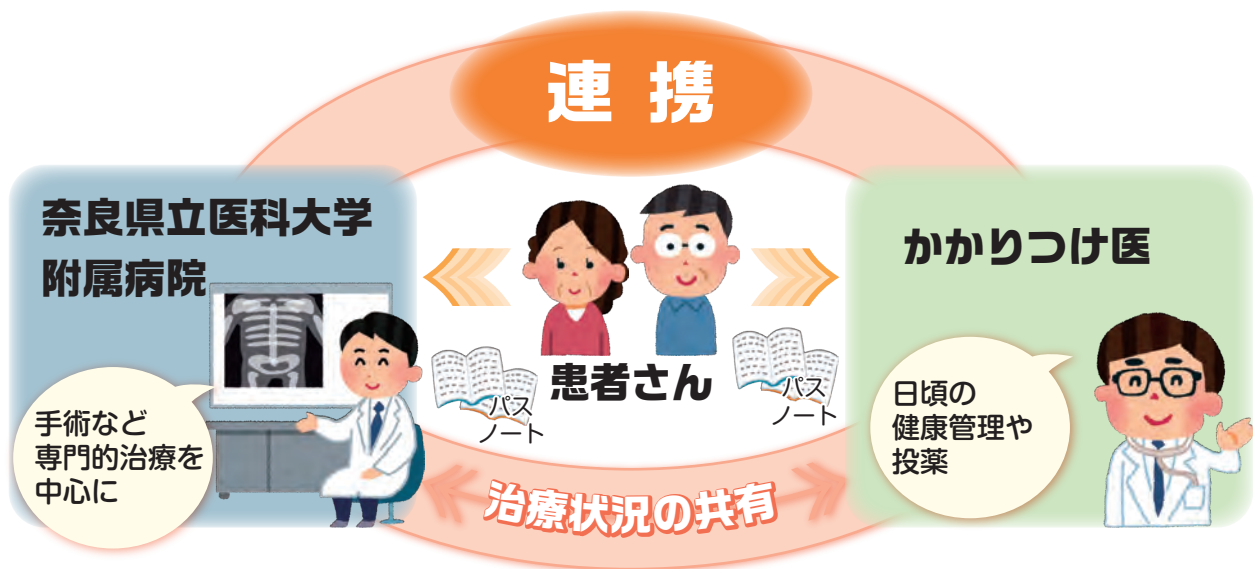 連 携
奈良県立医科大学
附属病院
かかりつけ医
手術など
専門的治療を
中心に
パス
ノート
患者さん
パス
ノート
日頃の
健康管理や
投薬
治療状況の共有